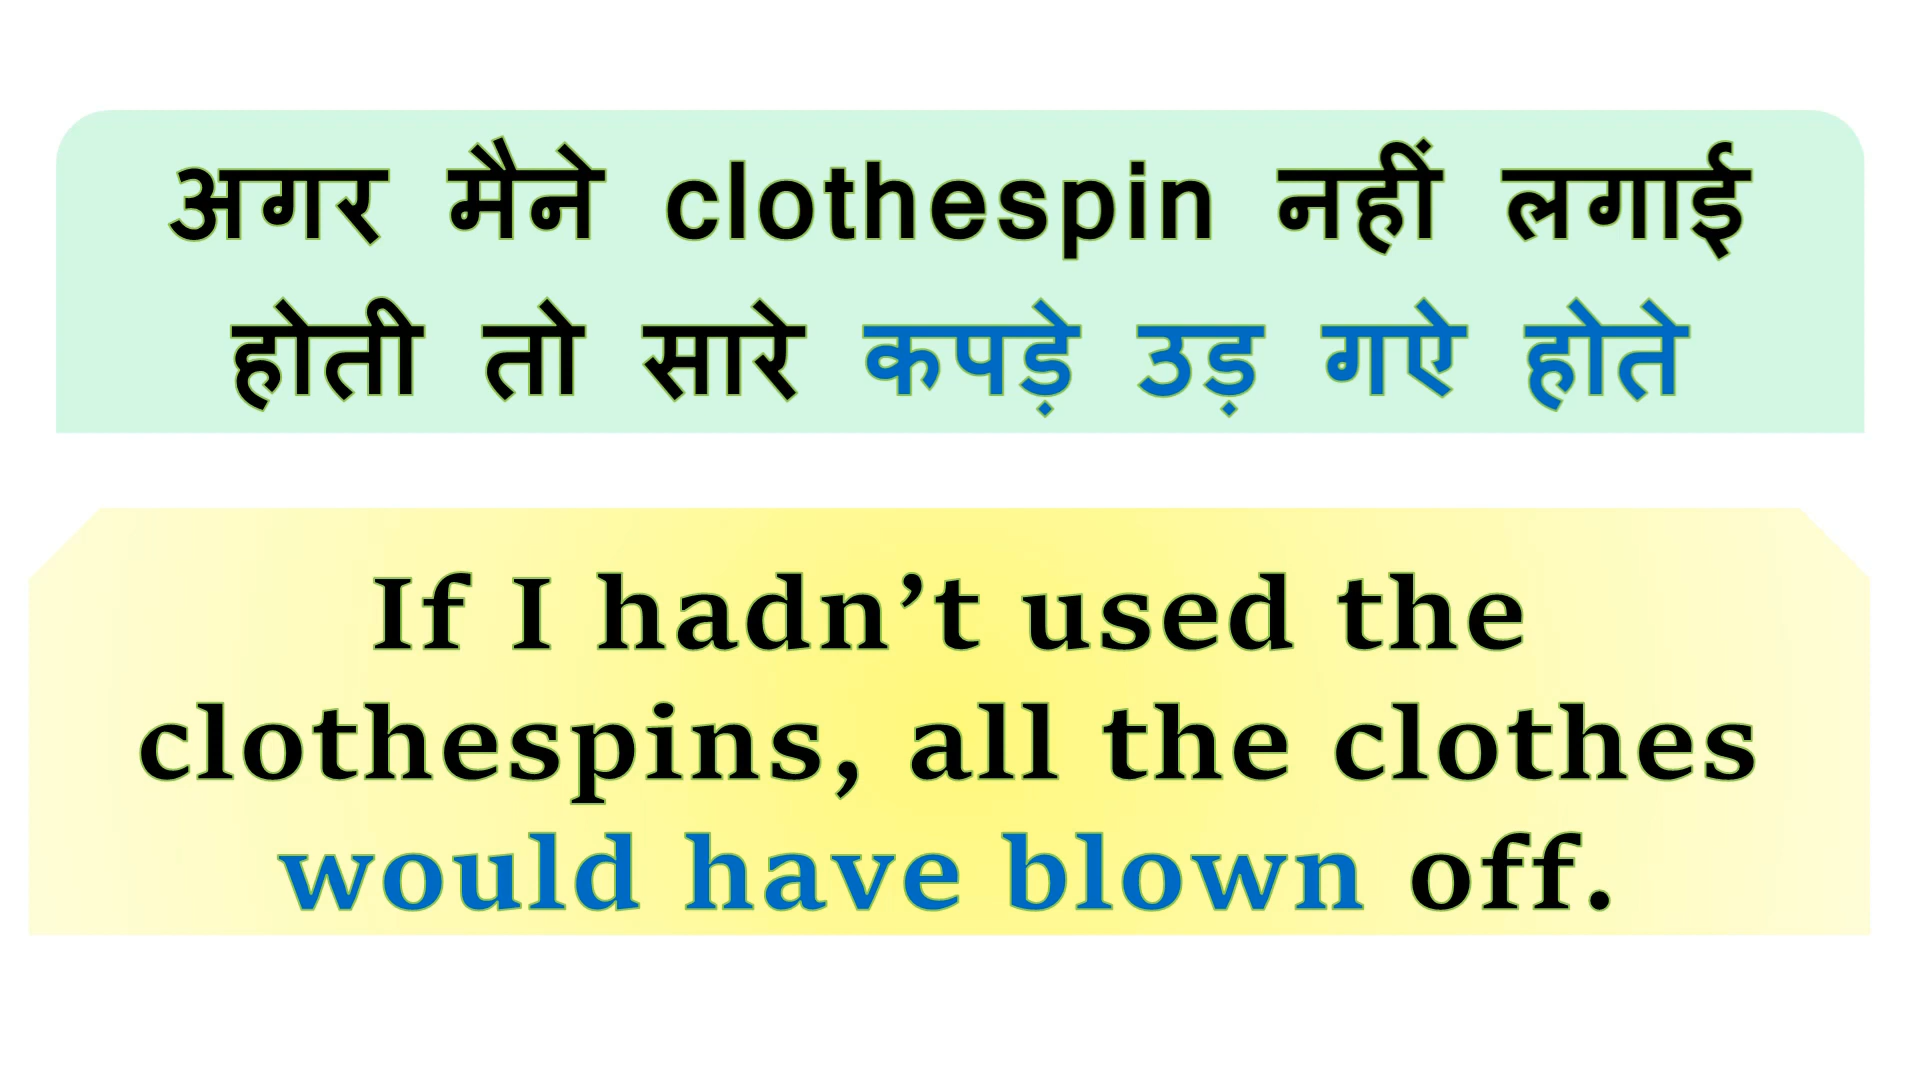 अगर मैने clothespin नहीं लगाई
होती तो सारे कपड़े उड़ गऐ होते
If I hadn’t used the
clothespins, all the clothes
would have blown off.